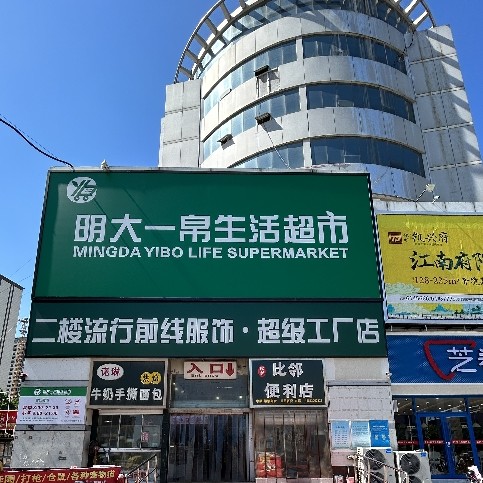 明大一帛生活超市
MINGDA YIBO LIFE SUPERMARKET
二楼流行前线服饰·超级工厂店
江南府
牛奶手撕面包
入口
比邻
便利店
芝